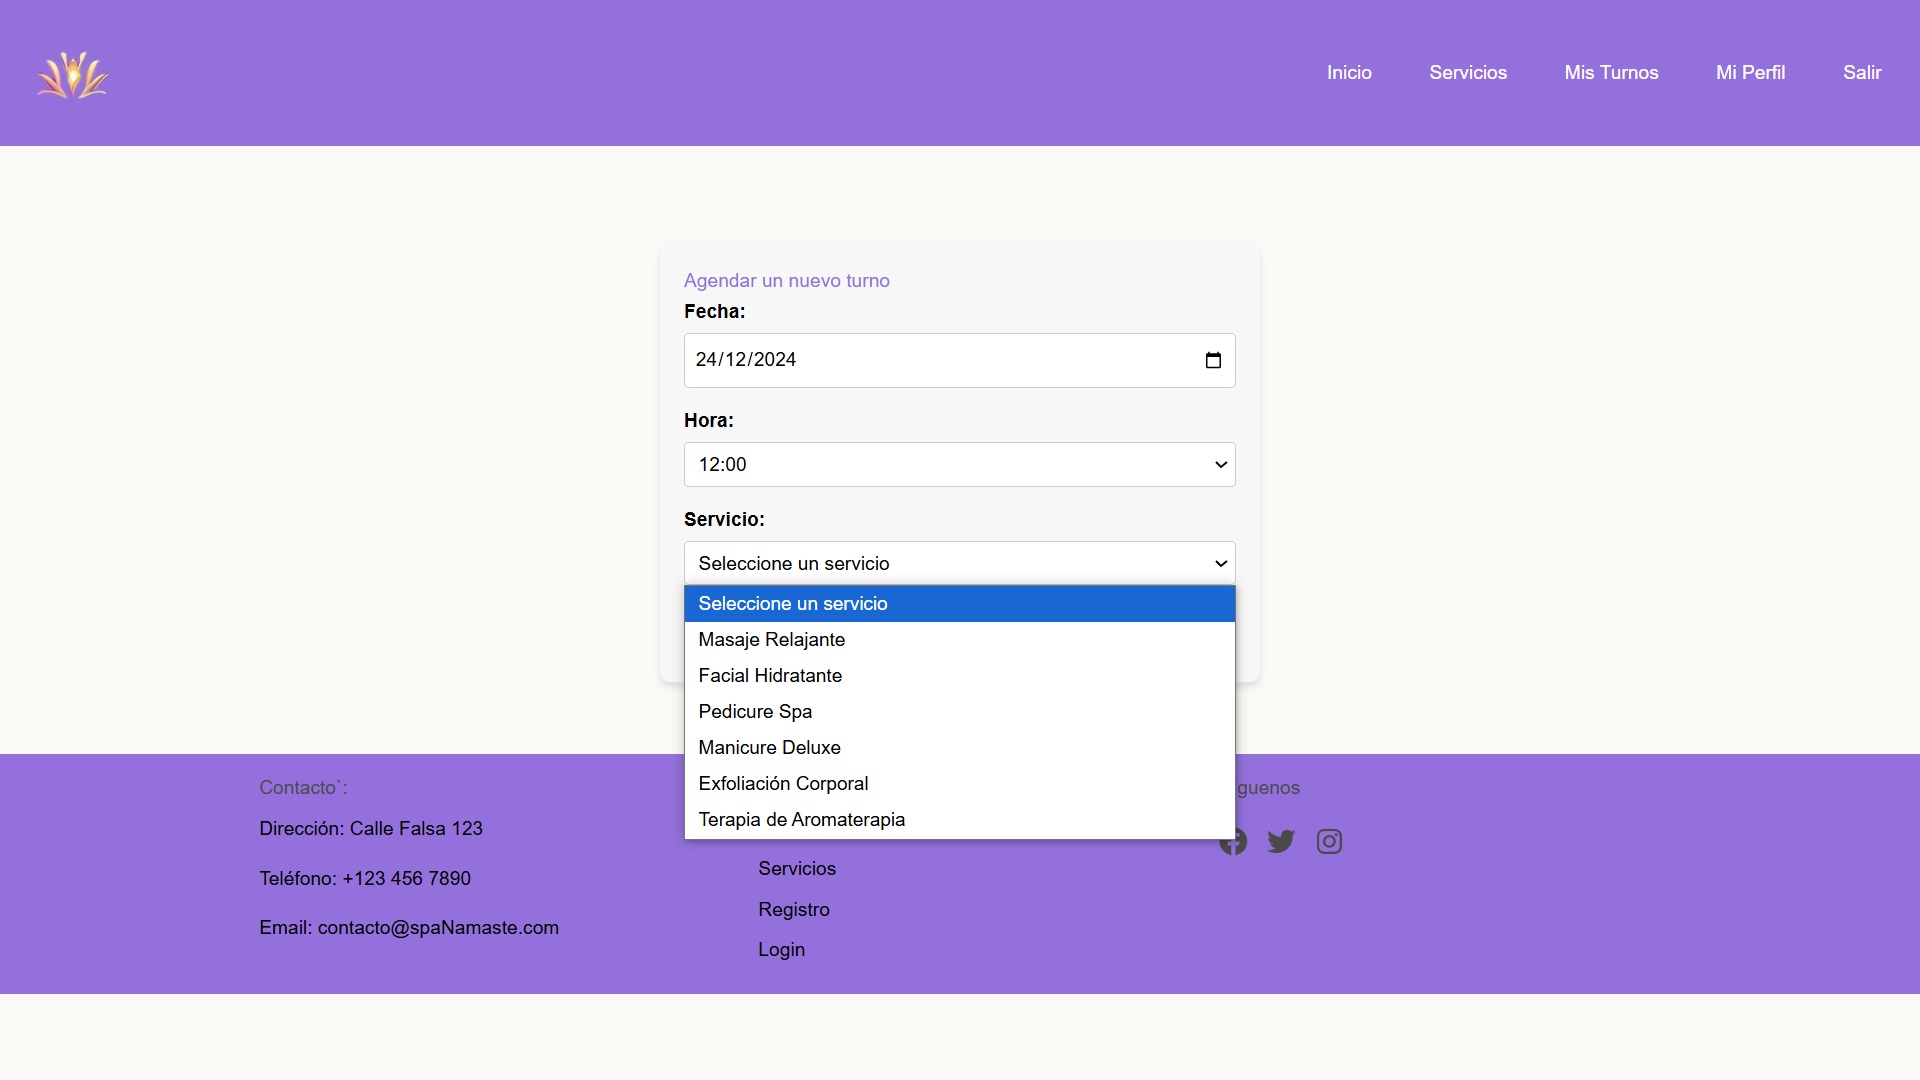 Inicio
Servicios
Mis Turnos
Mi Perfil
Salir
Agendar un nuevo turno
Fecha:
24/12/2024
Hora:
12:00
Servicio:
Seleccione un servicio
Seleccione un servicio
Masaje Relajante
Facial Hidratante
Pedicure Spa
Manicure Deluxe
Exfoliación Corporal
Terapia de Aromaterapia
Contacto`:
Dirección: Calle Falsa 123
Teléfono: +123 456 7890
Email: contacto@spaNamaste.com
Servicios
Registro
Login
guenos